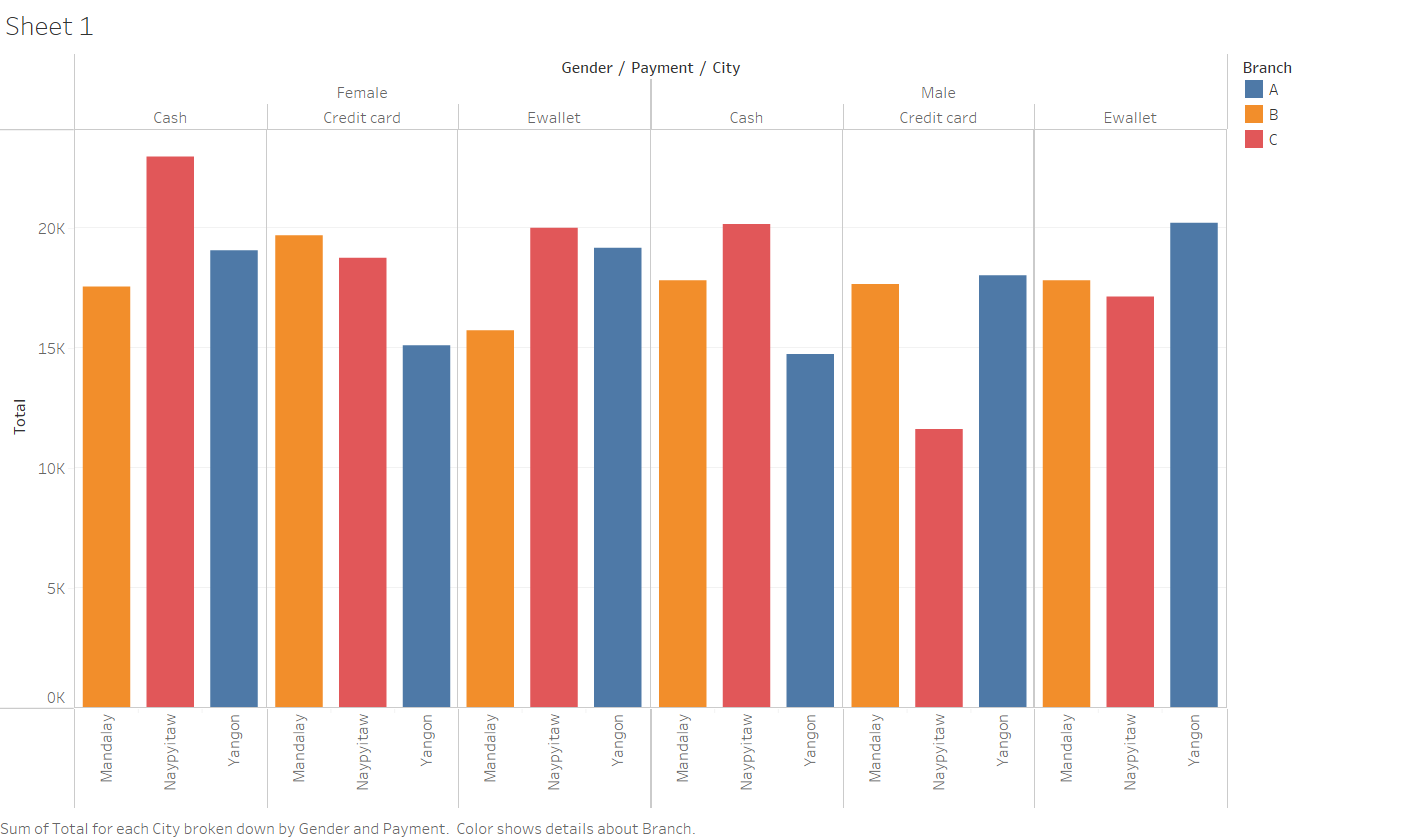 Sheet 1
Gender / Payment / City
Female Male
Cash Credit card Ewallet Cash Credit card Ewallet
Branch
A
B
C
20K
15K
10K
5K
0K
Total
Mandalay Naypyitaw Yangon Mandalay Naypyitaw Yangon Mandalay Naypyitaw Yangon Mandalay Naypyitaw Yangon Mandalay Naypyitaw Yangon Mandalay Naypyitaw Yangon
Sum of Total for each City broken down by Gender and Payment. Color shows details about Branch.